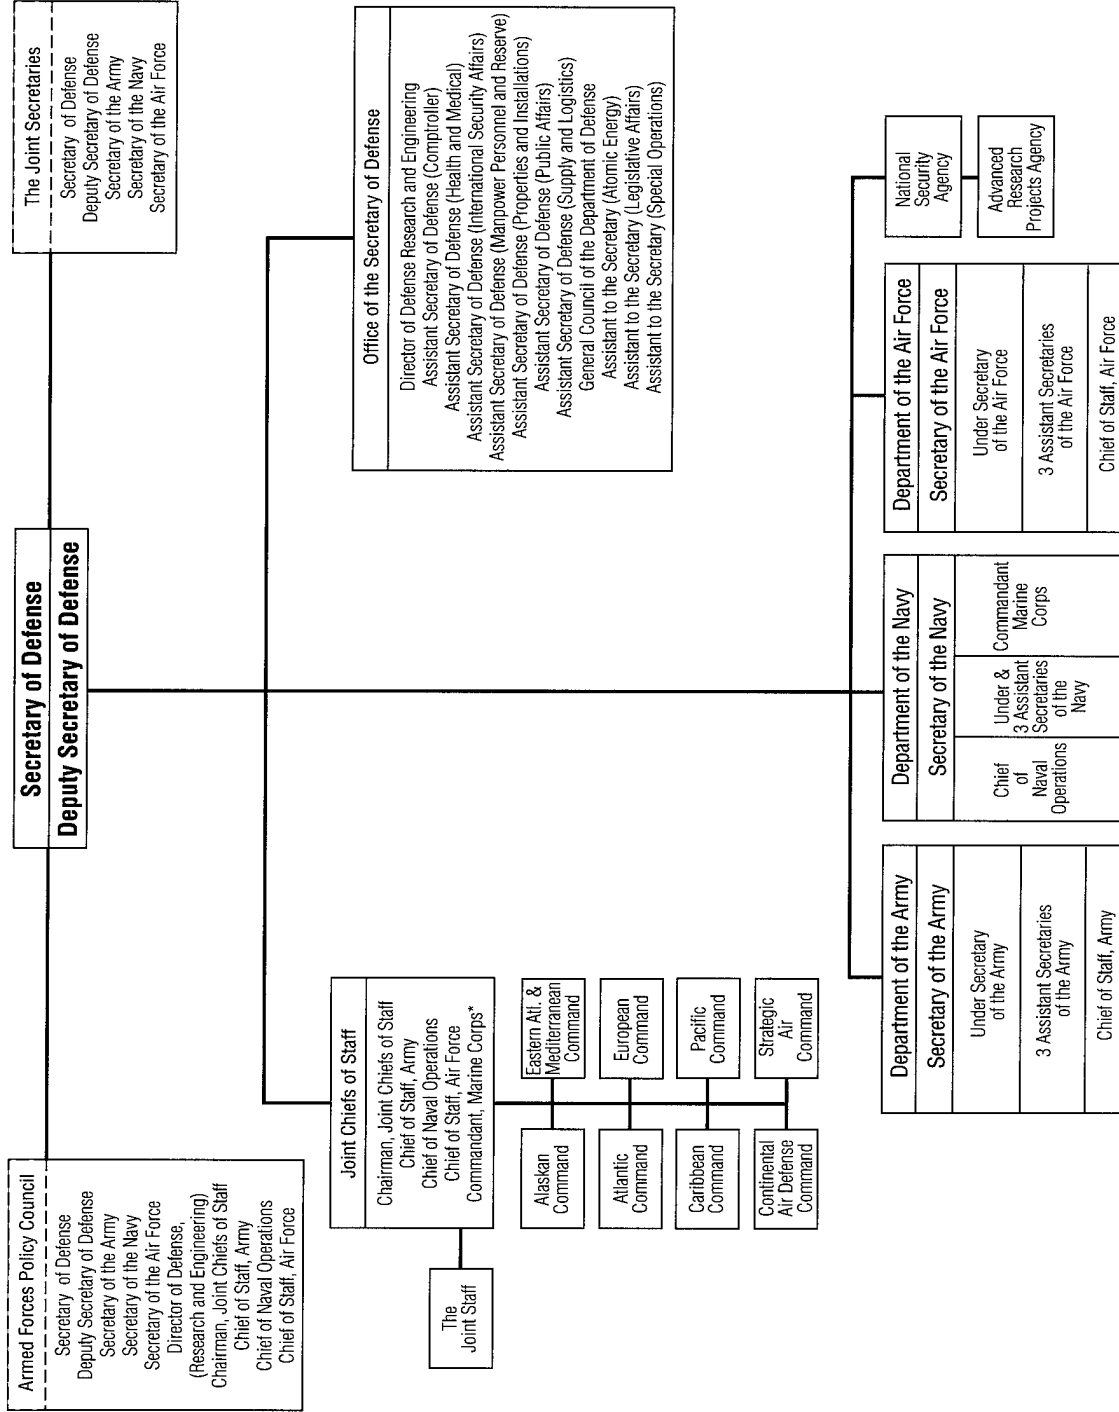 Secretary of Defense
Deputy Secretary of Defense
Armed Forces Policy Council
Secretary of Defense
Deputy Secretary of Defense
Secretary of the Army
Secretary of the Navy
Secretary of the Air Force
Director of Defense,
(Research and Engineering)
Chairman, Joint Chiefs of Staff
Chief of Staff, Army
Chief of Naval Operations
Chief of Staff, Air Force
The Joint Secretaries
Secretary of Defense
Deputy Secretary of Defense
Secretary of the Army
Secretary of the Navy
Secretary of the Air Force
Joint Chiefs of Staff
Chairman, Joint Chiefs of Staff
Chief of Staff, Army
Chief of Naval Operations
Chief of Staff, Air Force
Commandant, Marine Corps*
The
Joint Staff
Alaskan
Command
Eastern Atl. &
Mediterranean
Command
Atlantic
Command
European
Command
Caribbean
Command
Pacific
Command
Continental
Air Defense
Command
Strategic
Air
Command
Office of the Secretary of Defense
Director of Defense Research and Engineering
Assistant Secretary of Defense (Comptroller)
Assistant Secretary of Defense (Health and Medical)
Assistant Secretary of Defense (International Security Affairs)
Assistant Secretary of Defense (Manpower Personnel and Reserve)
Assistant Secretary of Defense (Properties and Installations)
Assistant Secretary of Defense (Public Affairs)
Assistant Secretary of Defense (Supply and Logistics)
General Council of the Department of Defense
Assistant to the Secretary (Atomic Energy)
Assistant to the Secretary (Legislative Affairs)
Assistant to the Secretary (Special Operations)
Department of the Army
Secretary of the Army
Under Secretary
of the Army
3 Assistant Secretaries
of the Army
Chief of Staff, Army
Department of the Navy
Secretary of the Navy
Chief
of
Naval
Operations
Under &
3 Assistant
Secretaries
of the
Navy
Commandant
Marine
Corps
Department of the Air Force
Secretary of the Air Force
Under Secretary
of the Air Force
3 Assistant Secretaries
of the Air Force
Chief of Staff, Air Force
National
Security
Agency
Advanced
Research
Projects Agency